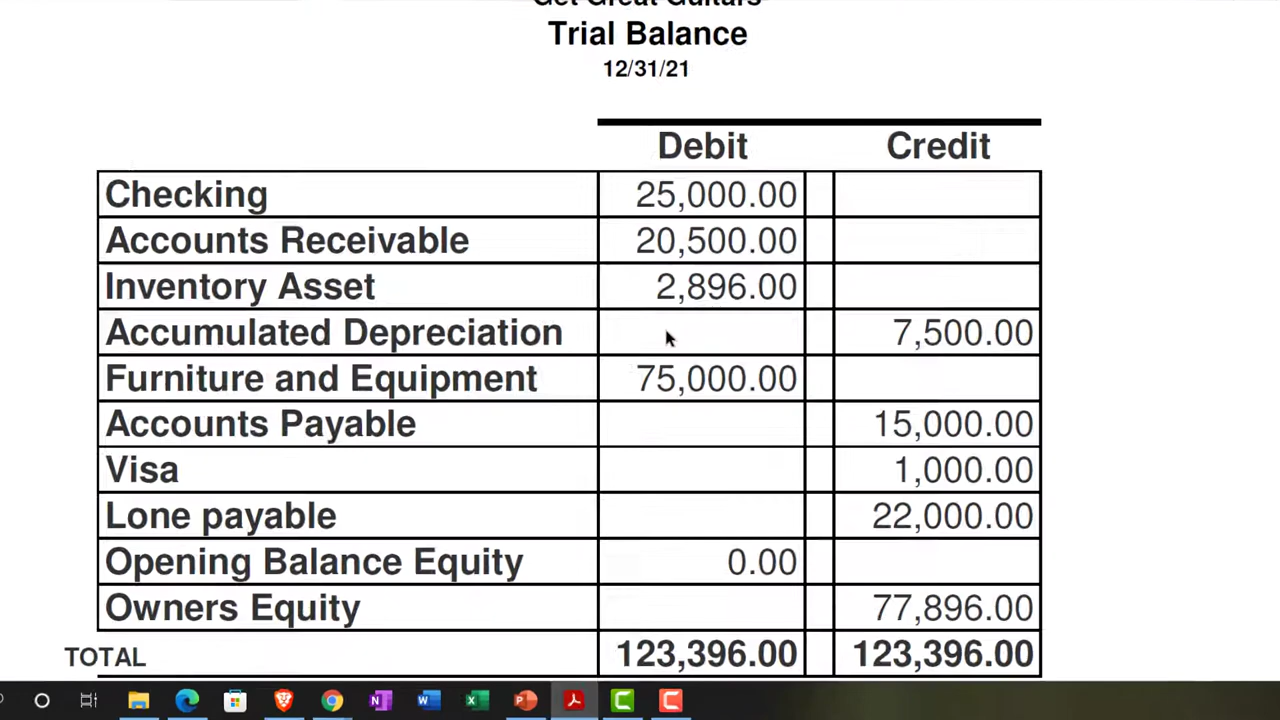 Get Great Guitars
Trial Balance
12/31/21
Debit Credit
Checking 25,000.00
Accounts Receivable 20,500.00
Inventory Asset 2,896.00
Accumulated Depreciation 7,500.00
Furniture and Equipment 75,000.00
Accounts Payable 15,000.00
Visa 1,000.00
Lone payable 22,000.00
Opening Balance Equity 0.00
Owners Equity 77,896.00
TOTAL 123,396.00 123,396.00